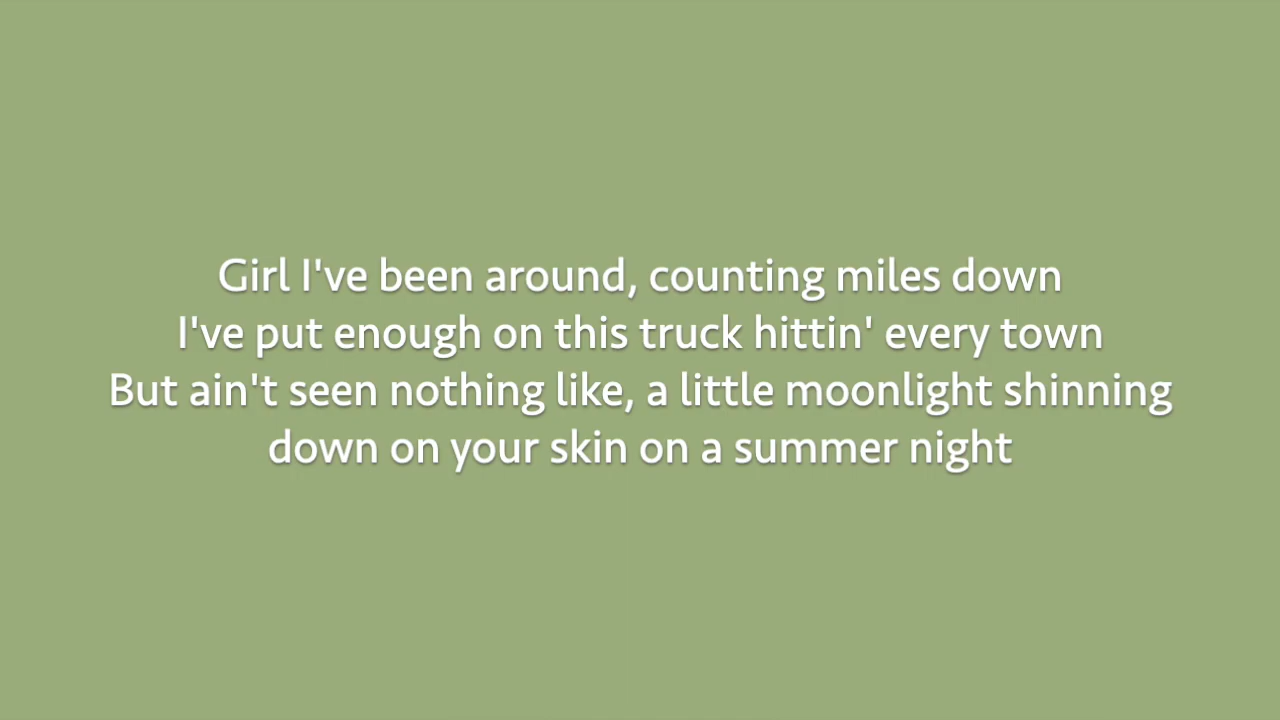 Girl I've been around, counting miles down
I've put enough on this truck hittin' every town
But ain't seen nothing like, a little moonlight shinning
down on your skin on a summer night